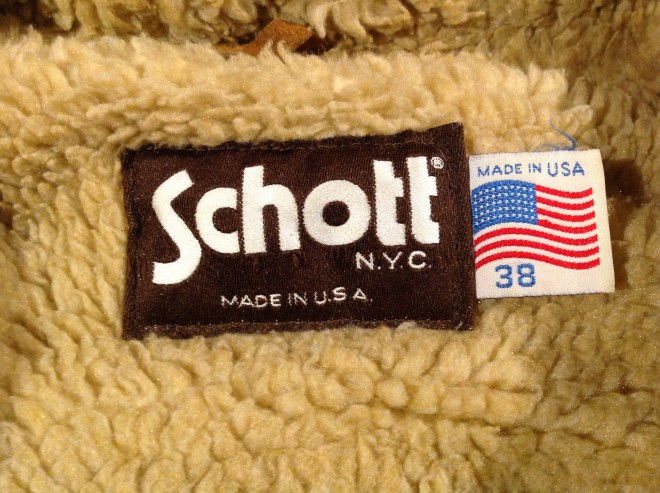 Schott®
N.Y.C.
MADE IN U.S A.
MADE IN USA
38